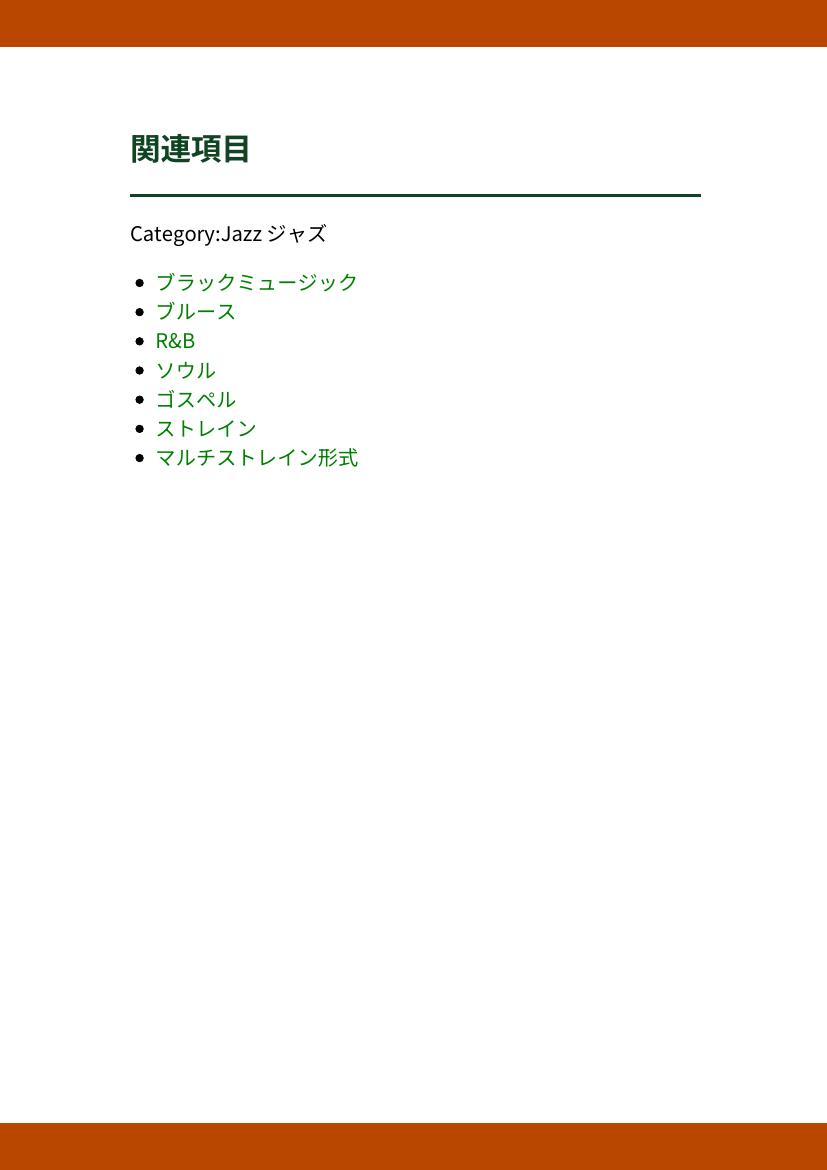 関連項目
Category:Jazz ジャズ
ブラックミュージック
ブルース
R&B
ソウル
ゴスペル
ストレイン
マルチストレイン形式